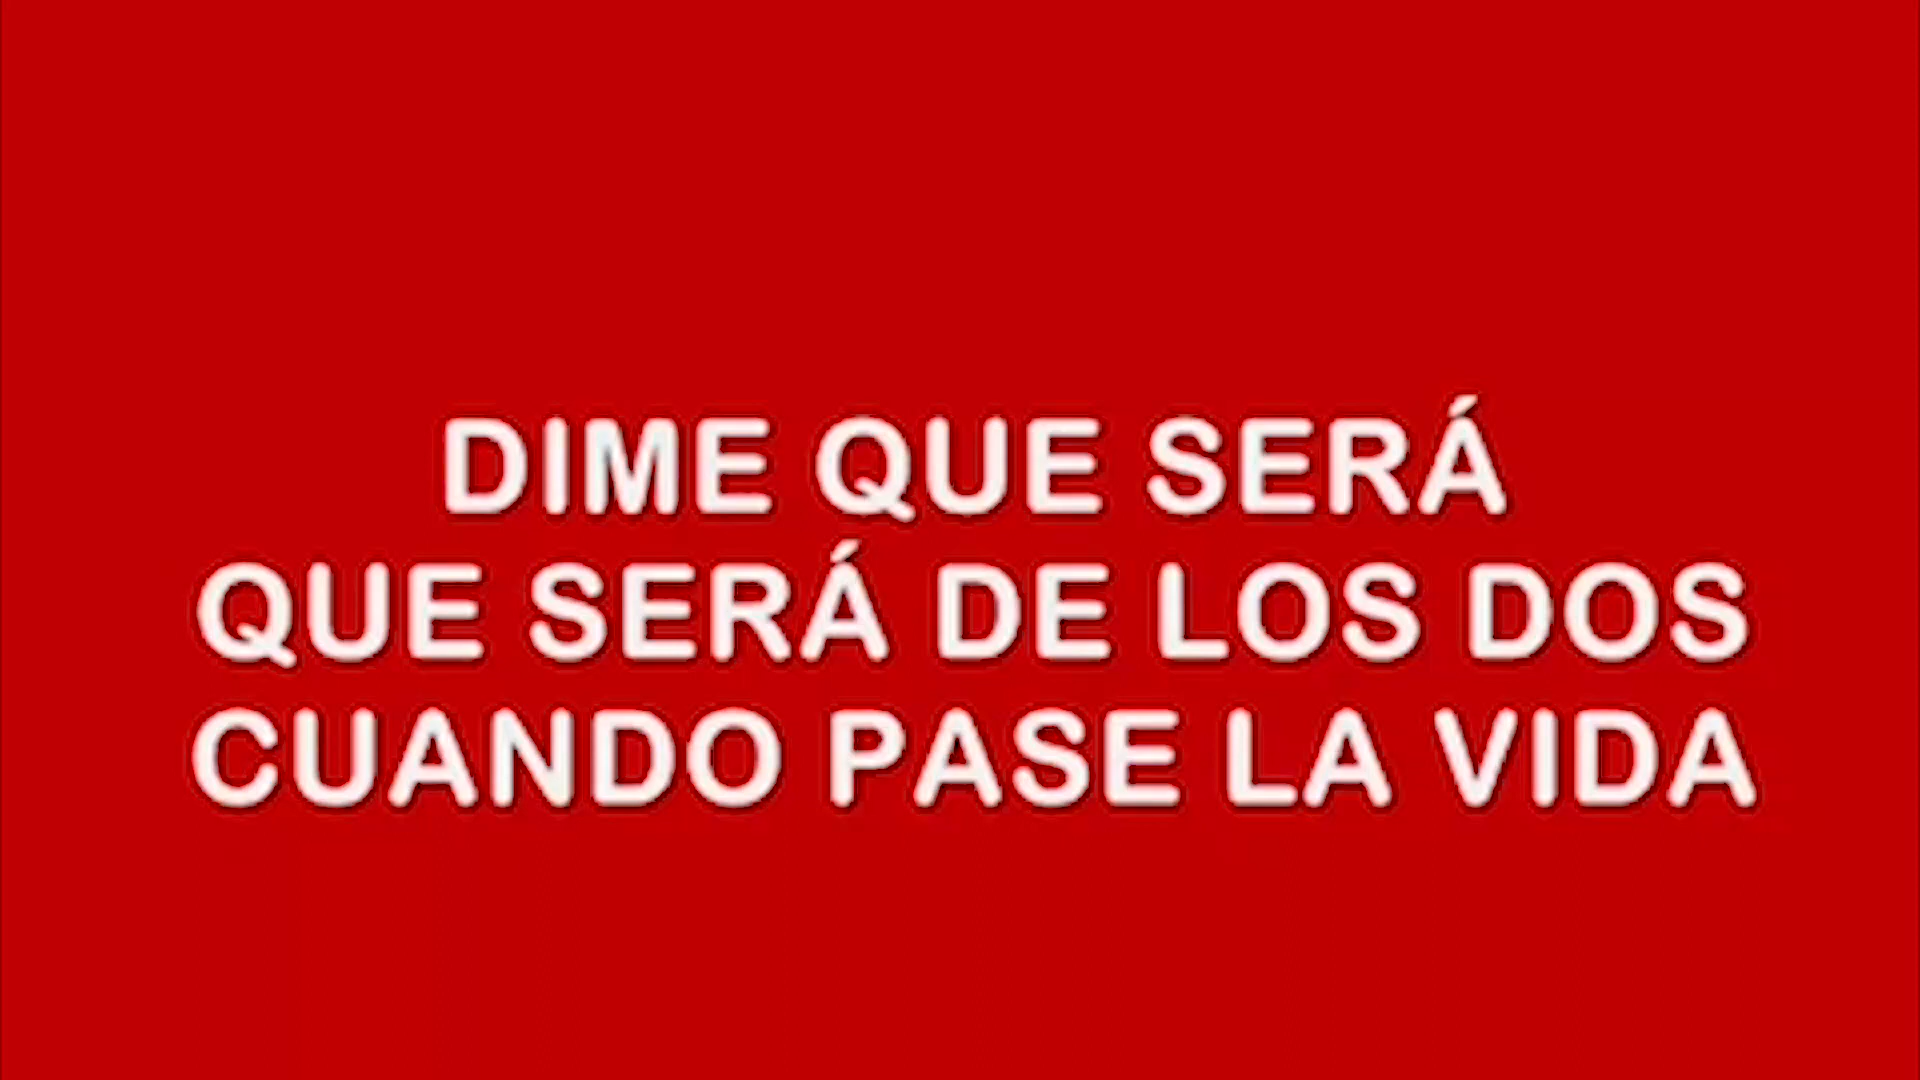 DIME QUE SERÁ
QUE SERÁ DE LOS DOS
CUANDO PASE LA VIDA